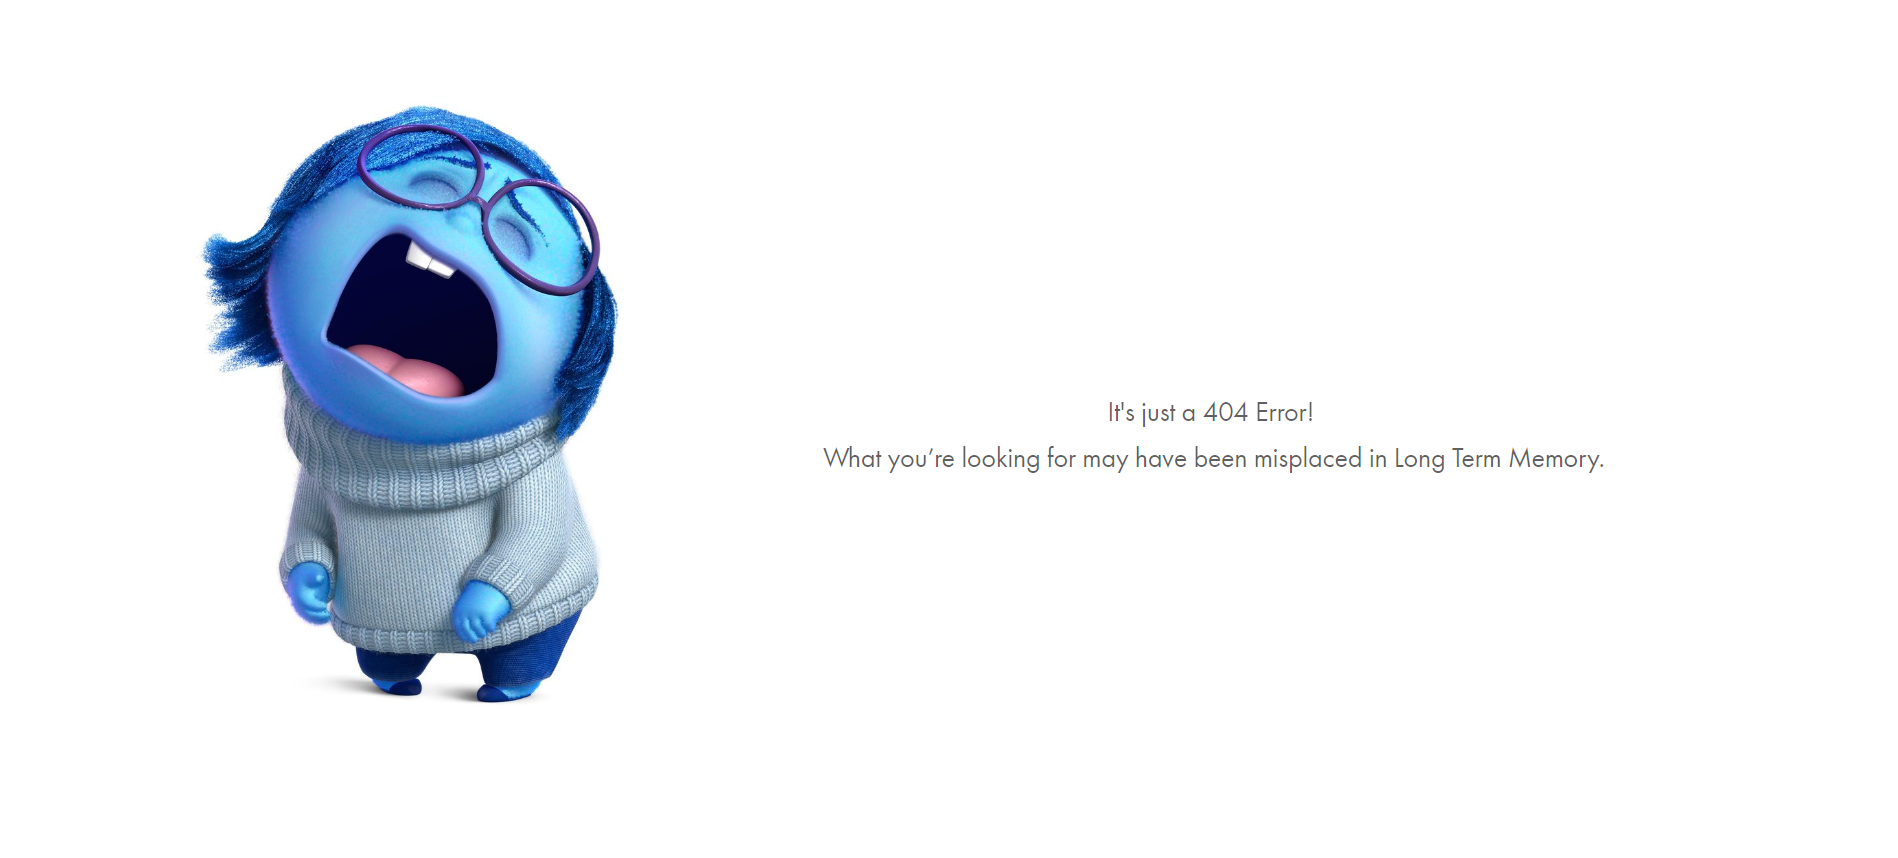 It's just a 404 Error!
What you’re looking for may have been misplaced in Long Term Memory.